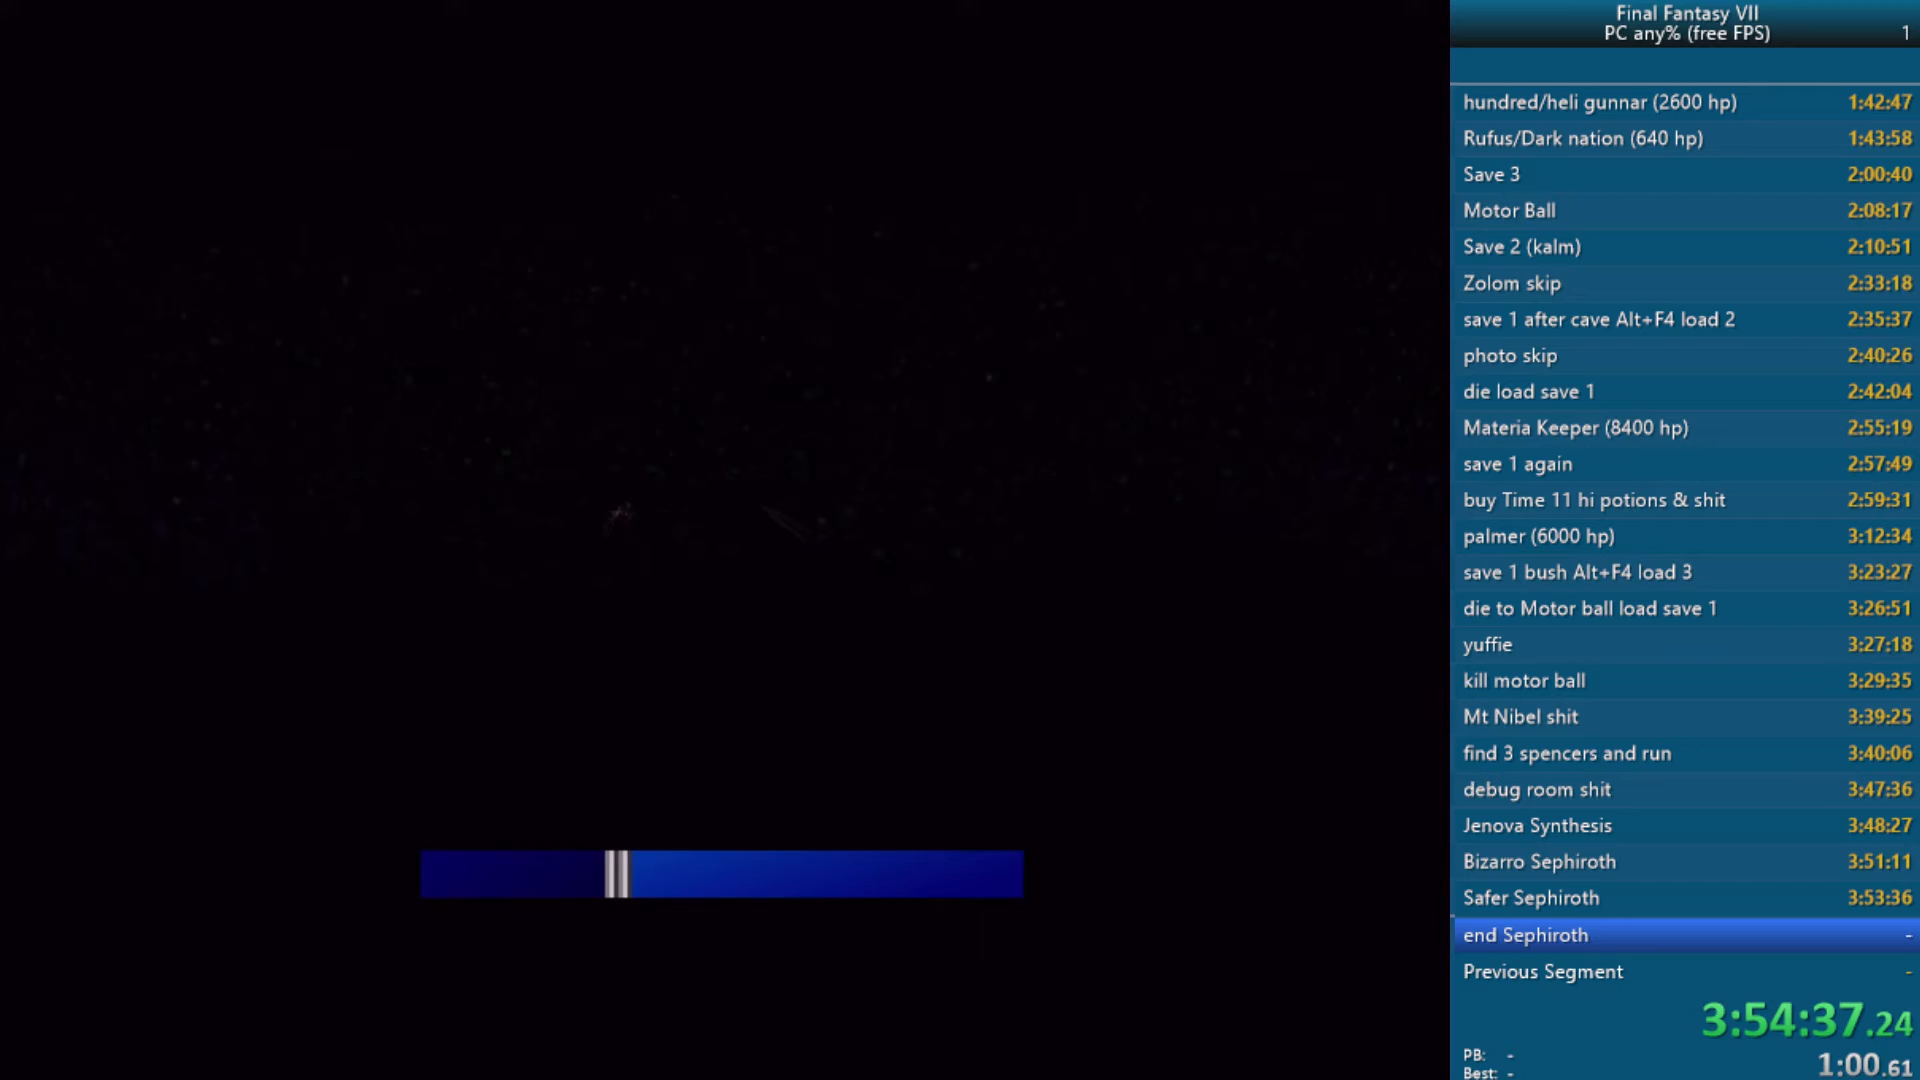 Final Fantasy VII
PC any% (free FPS) 1
hundred/heli gunnar (2600 hp) 1:42:47
Rufus/Dark nation (640 hp) 1:43:58
Save 3 2:00:40
Motor Ball 2:08:17
Save 2 (kalm) 2:10:51
Zolom skip 2:33:18
save 1 after cave Alt+F4 load 2 2:35:37
photo skip 2:40:26
die load save 1 2:42:04
Materia Keeper (8400 hp) 2:55:19
save 1 again 2:57:49
buy Time 11 hi potions & shit 2:59:31
palmer (6000 hp) 3:12:34
save 1 bush Alt+F4 load 3 3:23:27
die to Motor ball load save 1 3:26:51
yuffie 3:27:18
kill motor ball 3:29:35
Mt Nibel shit 3:39:25
find 3 spencers and run 3:40:06
debug room shit 3:47:36
Jenova Synthesis 3:48:27
Bizarro Sephiroth 3:51:11
Safer Sephiroth 3:53:36
end Sephiroth -
Previous Segment -
3:54:37.24
PB: -
Best: - 1:00.61